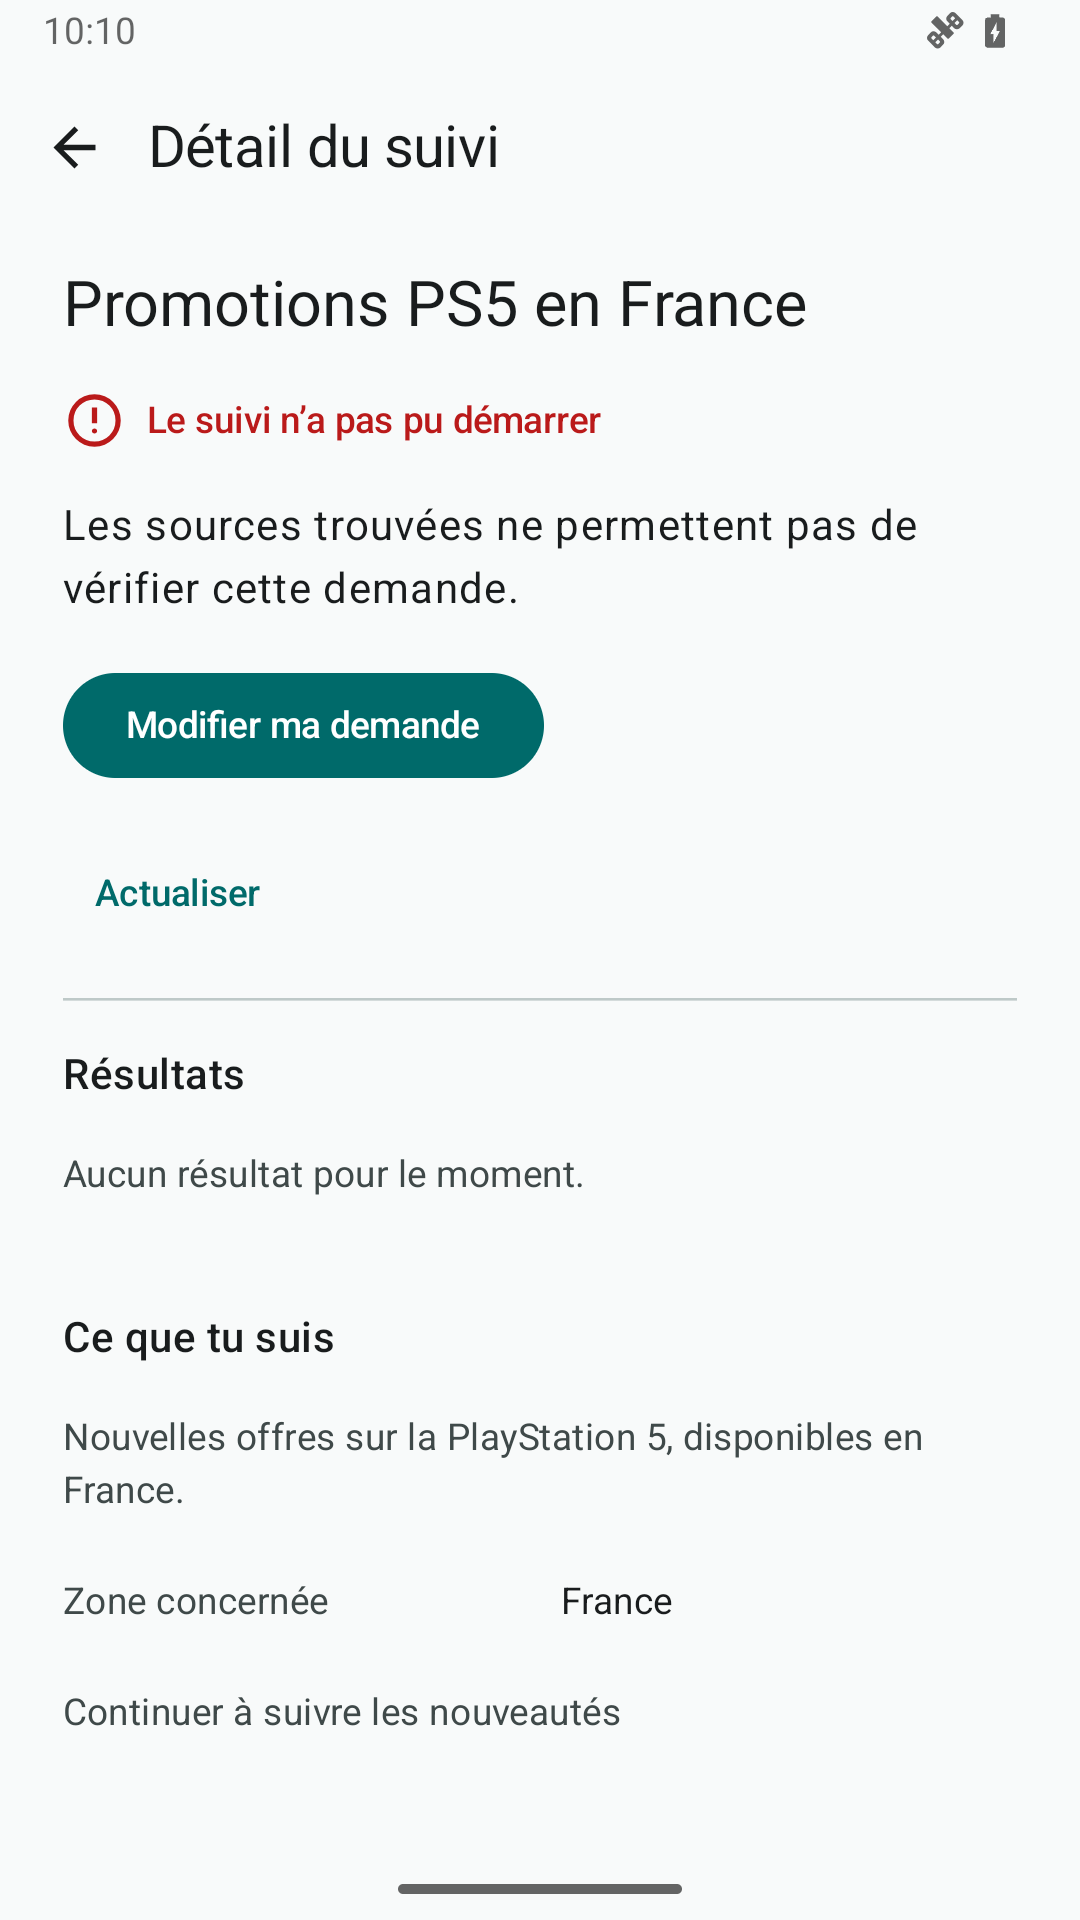 10:10
Détail du suivi
Promotions PS5 en France
Le suivi n’a pas pu démarrer
Les sources trouvées ne permettent pas de
vérifier cette demande.
Modifier ma demande
Actualiser
Résultats
Aucun résultat pour le moment.
Ce que tu suis
Nouvelles offres sur la PlayStation 5, disponibles en
France.
Zone concernée France
Continuer à suivre les nouveautés